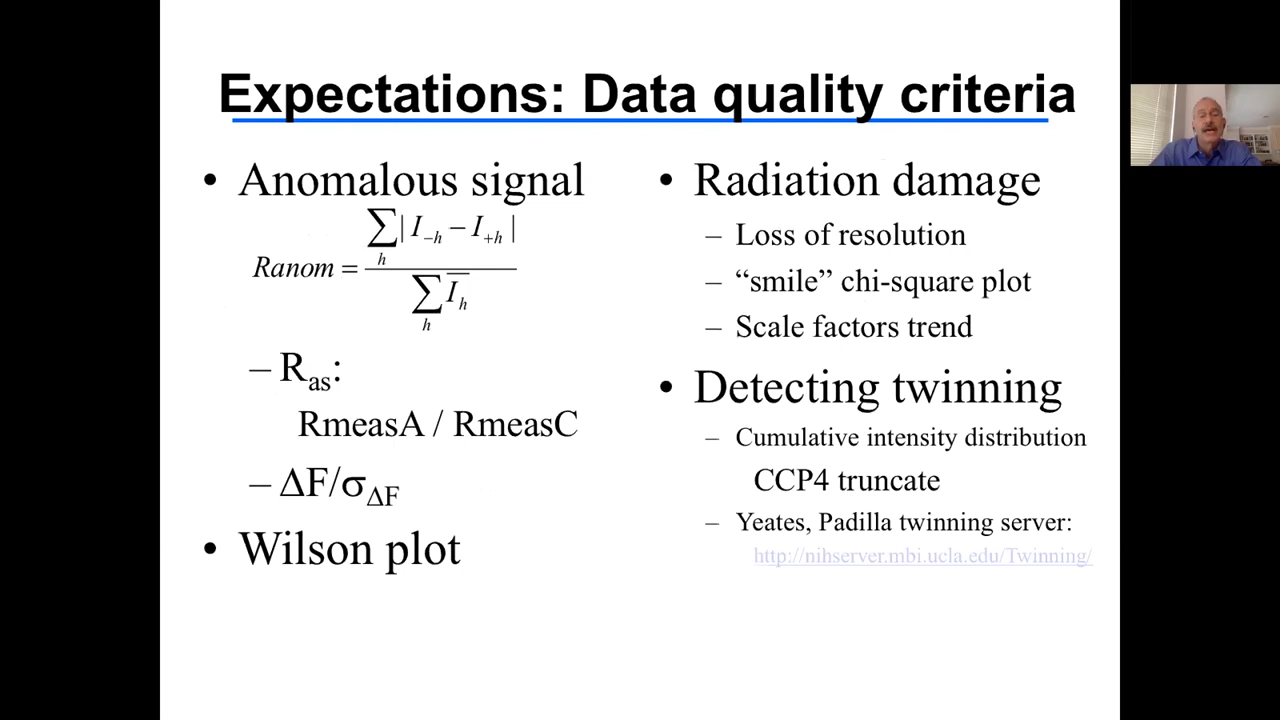 Expectations: Data quality criteria
• Anomalous signal
Ranom = ∑h | I−h − I+h | / ∑h I̅h
– Ras:
RmeasA / RmeasC
– ΔF/σΔF
• Wilson plot
• Radiation damage
– Loss of resolution
– “smile” chi-square plot
– Scale factors trend
• Detecting twinning
– Cumulative intensity distribution
CCP4 truncate
– Yeates, Padilla twinning server:
http://nihserver.mbi.ucla.edu/Twinning/